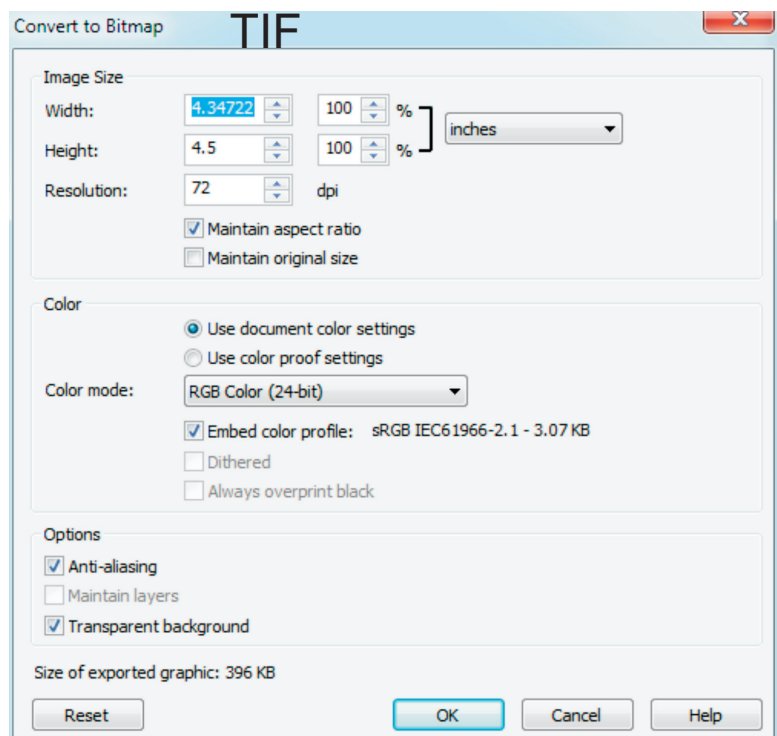 Convert to Bitmap TIF
Image Size
Width: 4.34722 100 % inches
Height: 4.5 100 %
Resolution: 72 dpi
Maintain aspect ratio
Maintain original size
Color
Use document color settings
Use color proof settings
Color mode: RGB Color (24-bit)
Embed color profile: sRGB IEC61966-2.1 - 3.07 KB
Dithered
Always overprint black
Options
Anti-aliasing
Maintain layers
Transparent background
Size of exported graphic: 396 KB
Reset OK Cancel Help